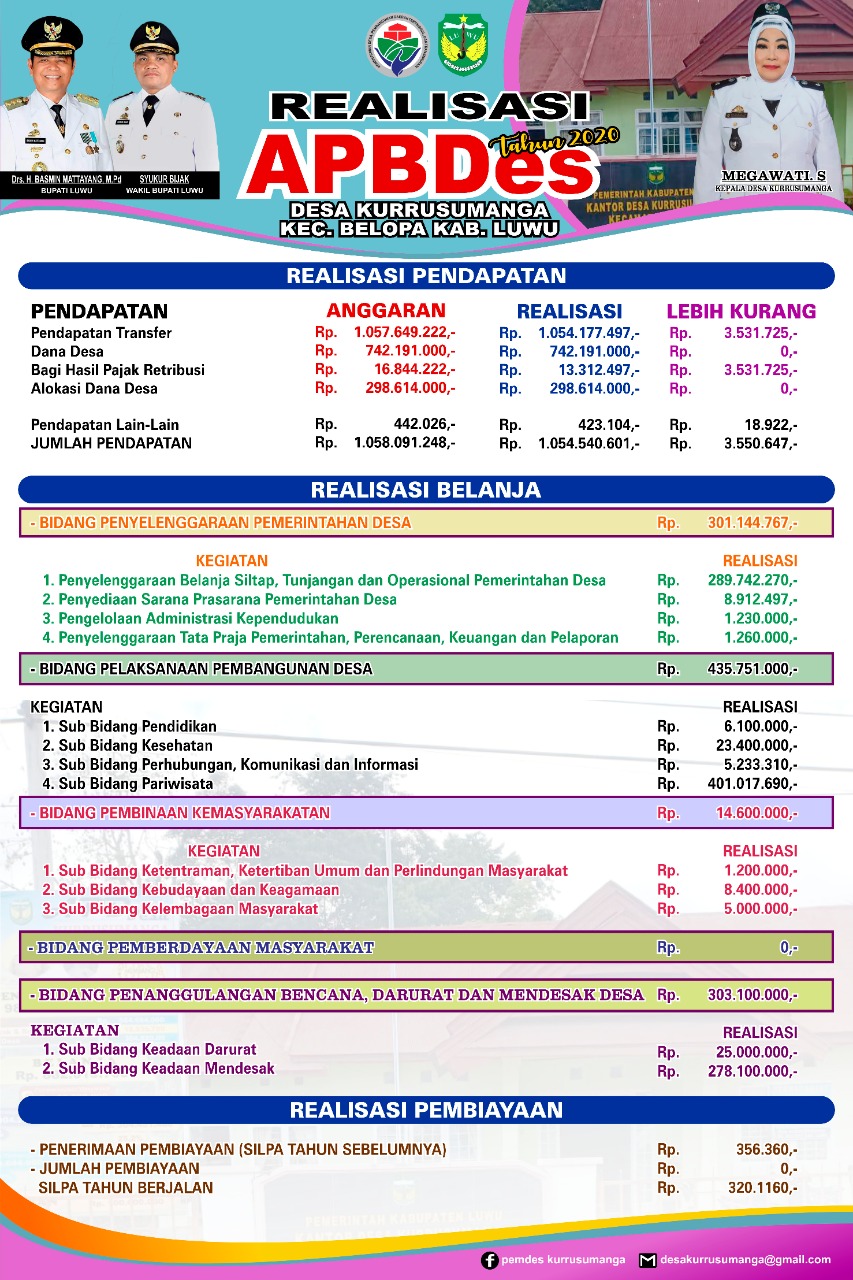 LUWU
REALISASI
APBDes
tahun 2020
DESA KURRUSUMANGA
KEC. BELOPA KAB. LUWU
Drs. H. BASMIN MATTAYANG, M.Pd
BUPATI LUWU
SYUKUR BIJAK
WAKIL BUPATI LUWU
PEMERINTAH KABUPATEN
KANTOR DESA KURRUSU
MEGAWATI. S
KEPALA DESA KURRUSUMANGA
REALISASI PENDAPATAN
PENDAPATAN ANGGARAN REALISASI LEBIH KURANG
Pendapatan Transfer Rp. 1.057.649.222,- Rp. 1.054.177.497,- Rp. 3.531.725,-
Dana Desa Rp. 742.191.000,- Rp. 742.191.000,- Rp. 0,-
Bagi Hasil Pajak Retribusi Rp. 16.844.222,- Rp. 13.312.497,- Rp. 3.531.725,-
Alokasi Dana Desa Rp. 298.614.000,- Rp. 298.614.000,- Rp. 0,-
Pendapatan Lain-Lain Rp. 442.026,- Rp. 423.104,- Rp. 18.922,-
JUMLAH PENDAPATAN Rp. 1.058.091.248,- Rp. 1.054.540.601,- Rp. 3.550.647,-
REALISASI BELANJA
- BIDANG PENYELENGGARAAN PEMERINTAHAN DESA Rp. 301.144.767,-
KEGIATAN REALISASI
1. Penyelenggaraan Belanja Siltap, Tunjangan dan Operasional Pemerintahan Desa Rp. 289.742.270,-
2. Penyediaan Sarana Prasarana Pemerintahan Desa Rp. 8.912.497,-
3. Pengelolaan Administrasi Kependudukan Rp. 1.230.000,-
4. Penyelenggaraan Tata Praja Pemerintahan, Perencanaan, Keuangan dan Pelaporan Rp. 1.260.000,-
- BIDANG PELAKSANAAN PEMBANGUNAN DESA Rp. 435.751.000,-
KEGIATAN REALISASI
1. Sub Bidang Pendidikan Rp. 6.100.000,-
2. Sub Bidang Kesehatan Rp. 23.400.000,-
3. Sub Bidang Perhubungan, Komunikasi dan Informasi Rp. 5.233.310,-
4. Sub Bidang Pariwisata Rp. 401.017.690,-
- BIDANG PEMBINAAN KEMASYARAKATAN Rp. 14.600.000,-
KEGIATAN REALISASI
1. Sub Bidang Ketentraman, Ketertiban Umum dan Perlindungan Masyarakat Rp. 1.200.000,-
2. Sub Bidang Kebudayaan dan Keagamaan Rp. 8.400.000,-
3. Sub Bidang Kelembagaan Masyarakat Rp. 5.000.000,-
- BIDANG PEMBERDAYAAN MASYARAKAT Rp. 0,-
- BIDANG PENANGGULANGAN BENCANA, DARURAT DAN MENDESAK DESA Rp. 303.100.000,-
KEGIATAN REALISASI
1. Sub Bidang Keadaan Darurat Rp. 25.000.000,-
2. Sub Bidang Keadaan Mendesak Rp. 278.100.000,-
REALISASI PEMBIAYAAN
- PENERIMAAN PEMBIAYAAN (SILPA TAHUN SEBELUMNYA) Rp. 356.360,-
- JUMLAH PEMBIAYAAN Rp. 0,-
SILPA TAHUN BERJALAN Rp. 320.1160,-
PEMERINTAH KABUPATEN LUWU
pemdes kurrusumanga desakurrusumanga@gmail.com